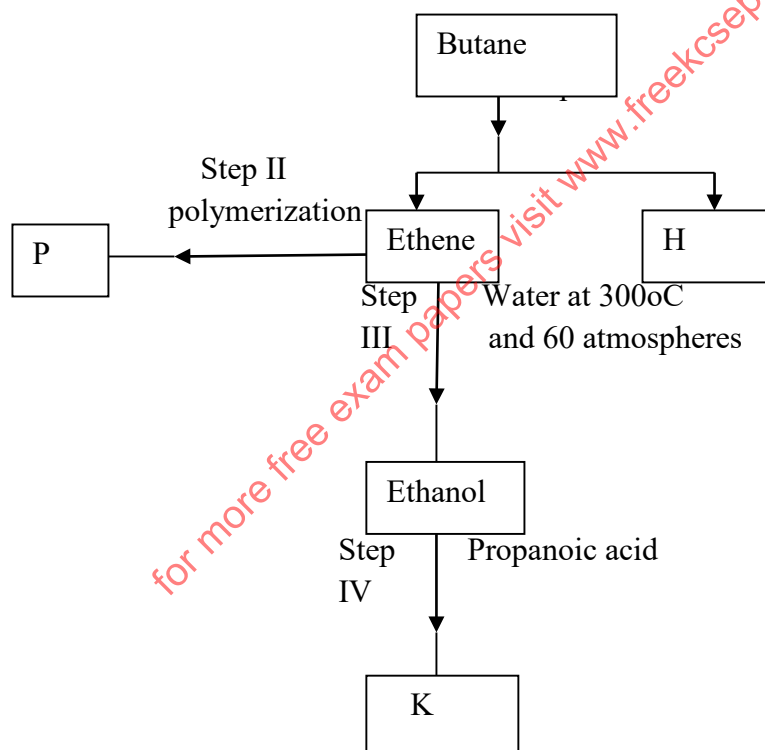 Butane
Step II
polymerization
P
Ethene
H
Step
III
Water at 300oC
and 60 atmospheres
Ethanol
Step
IV
Propanoic acid
K
for more free exam papers visit www.freekcsep